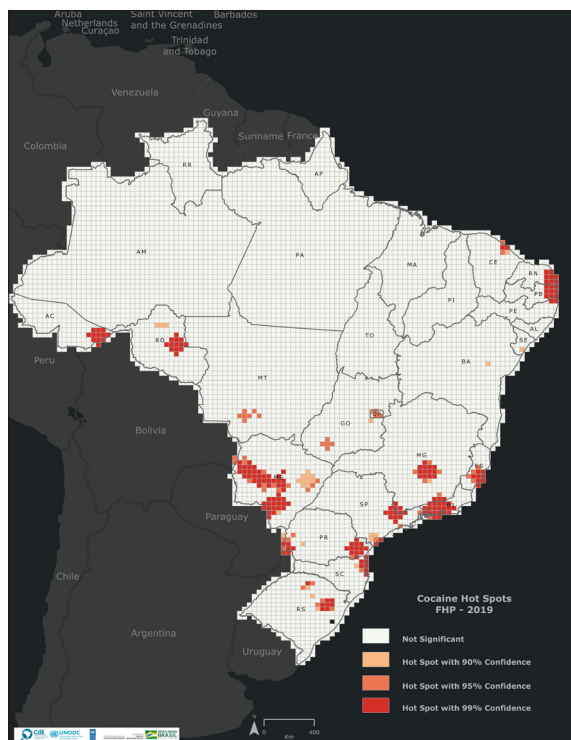 Aruba
Netherlands
Curaçao
Saint Vincent
and the Grenadines
Barbados
Trinidad
and Tobago
Venezuela
Guyana
Suriname
France
Colombia
RR
AP
AM
PA
MA
CE
RN
PB
PI
PE
AL
SE
AC
RO
TO
BA
Peru
MT
GO
Bolivia
MG
ES
SP
Paraguay
PR
SC
RS
Chile
Argentina
Uruguay
Cocaine Hot Spots
FHP - 2019
Not Significant
Hot Spot with 90% Confidence
Hot Spot with 95% Confidence
Hot Spot with 99% Confidence
N
0
400
Km
CdE
UNODC
BRASIL